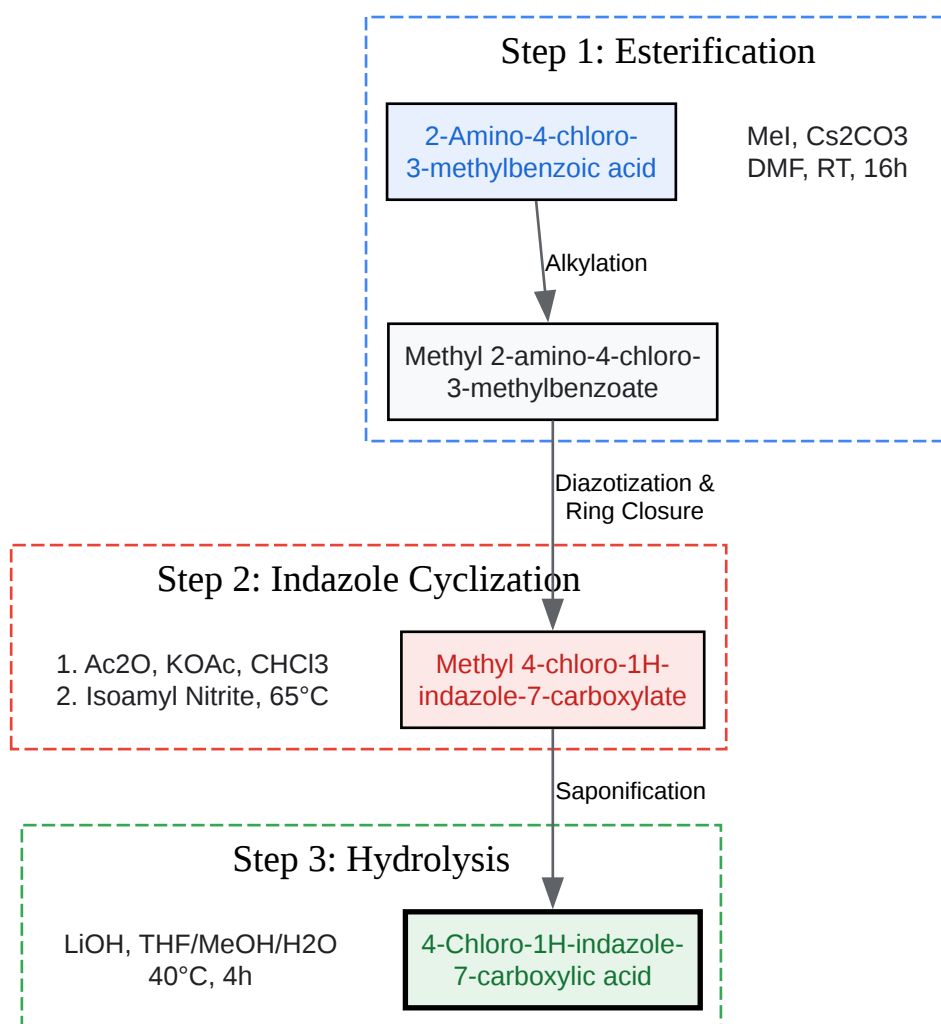 Step 1: Esterification
2-Amino-4-chloro-
3-methylbenzoic acid
MeI, Cs2CO3
DMF, RT, 16h
Alkylation
Methyl 2-amino-4-chloro-
3-methylbenzoate
Diazotization &
Ring Closure
Step 2: Indazole Cyclization
1. Ac2O, KOAc, CHCl3
2. Isoamyl Nitrite, 65°C
Methyl 4-chloro-1H-
indazole-7-carboxylate
Saponification
Step 3: Hydrolysis
LiOH, THF/MeOH/H2O
40°C, 4h
4-Chloro-1H-indazole-
7-carboxylic acid